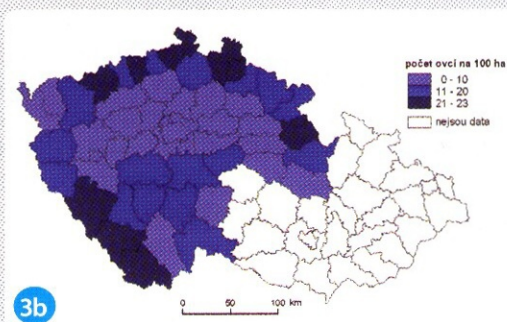 počet ovcí na 100 ha
0 - 10
11 - 20
21 - 23
nejsou data
3b
0 50 100 km